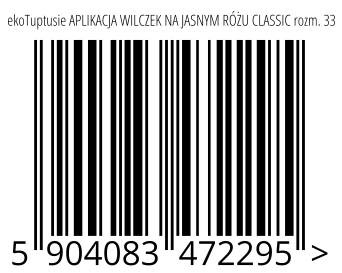 ekoTuptusie APLIKACJA WILCZEK NA JASNYM RÓŻU CLASSIC rozm. 33
5 904083 472295 >